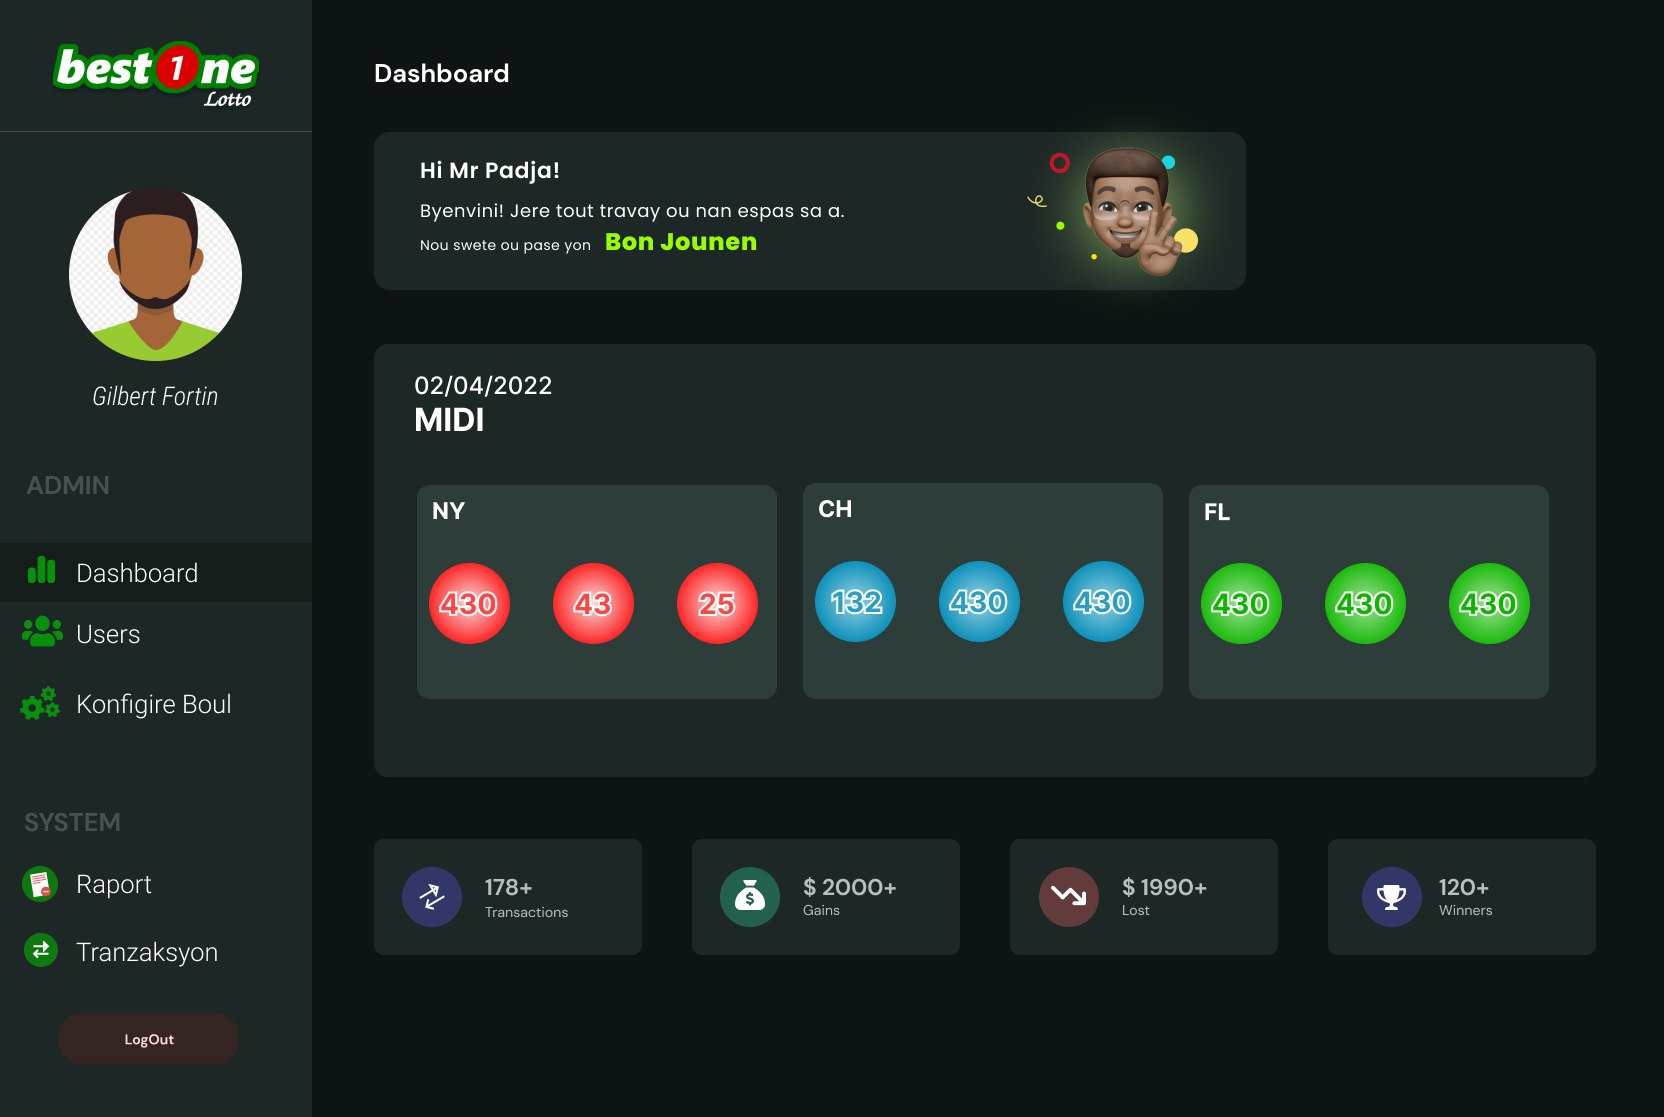 best1ne
Lotto
Gilbert Fortin
ADMIN
Dashboard
Users
Konfigire Boul
SYSTEM
Raport
Tranzaksyon
LogOut
Dashboard
Hi Mr Padja!
Byenvini! Jere tout travay ou nan espas sa a.
Nou swete ou pase yon Bon Jounen
02/04/2022
MIDI
NY
430 43 25
CH
132 430 430
FL
430 430 430
178+
Transactions
$ 2000+
Gains
$ 1990+
Lost
120+
Winners